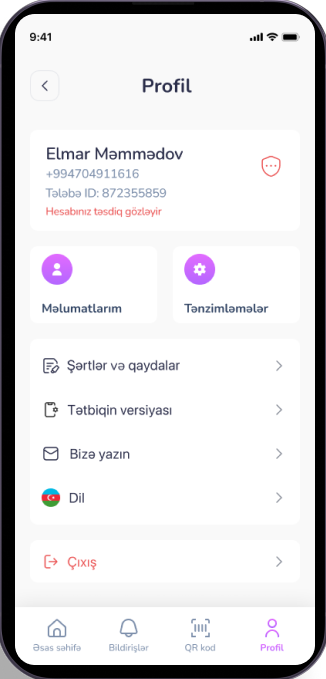 9:41
Profil
Elmar Məmmədov
+994704911616
Tələbə ID: 872355859
Hesabınız təsdiq gözləyir
Məlumatlarım
Tənzimləmələr
Şərtlər və qaydalar
Tətbiqin versiyası
Bizə yazın
Dil
Çıxış
Əsas səhifə
Bildirişlər
QR kod
Profil